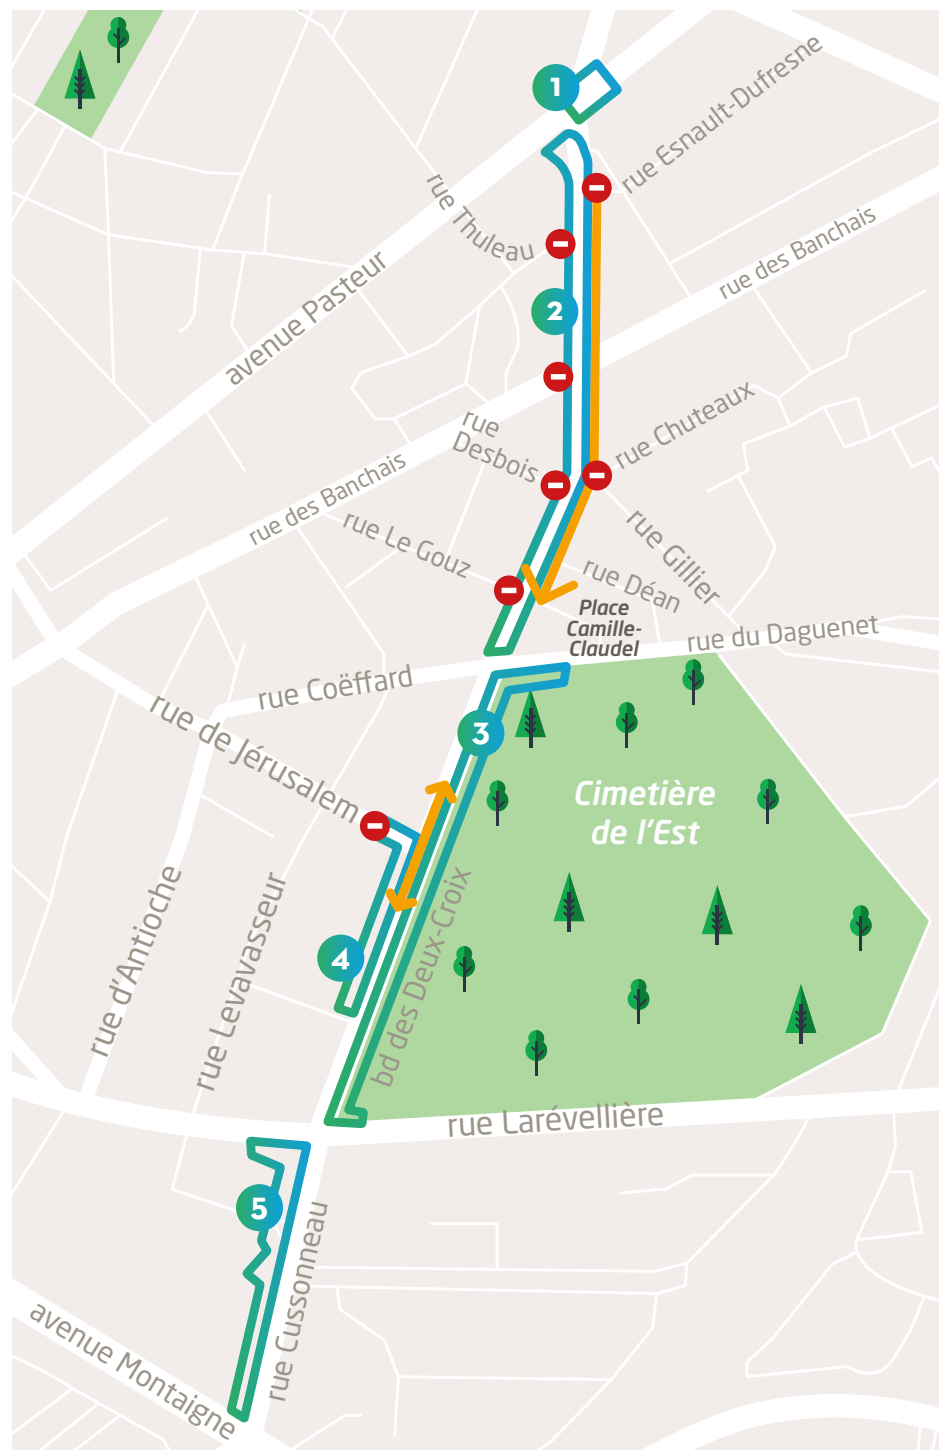 1
rue Esnault-Dufresne
rue Thuleau
rue des Banchais
avenue Pasteur
2
rue Chuteaux
rue
Desbois
rue des Banchais
rue Le Gouz
rue Gillier
rue Déan
Place
Camille-
Claudel
rue du Daguenet
rue Coëffard
rue de Jérusalem
3
Cimetière
de l'Est
rue d'Antioche
rue Levavasseur
4
bd des Deux-Croix
rue Larévellière
5
rue Cussonneau
avenue Montaigne